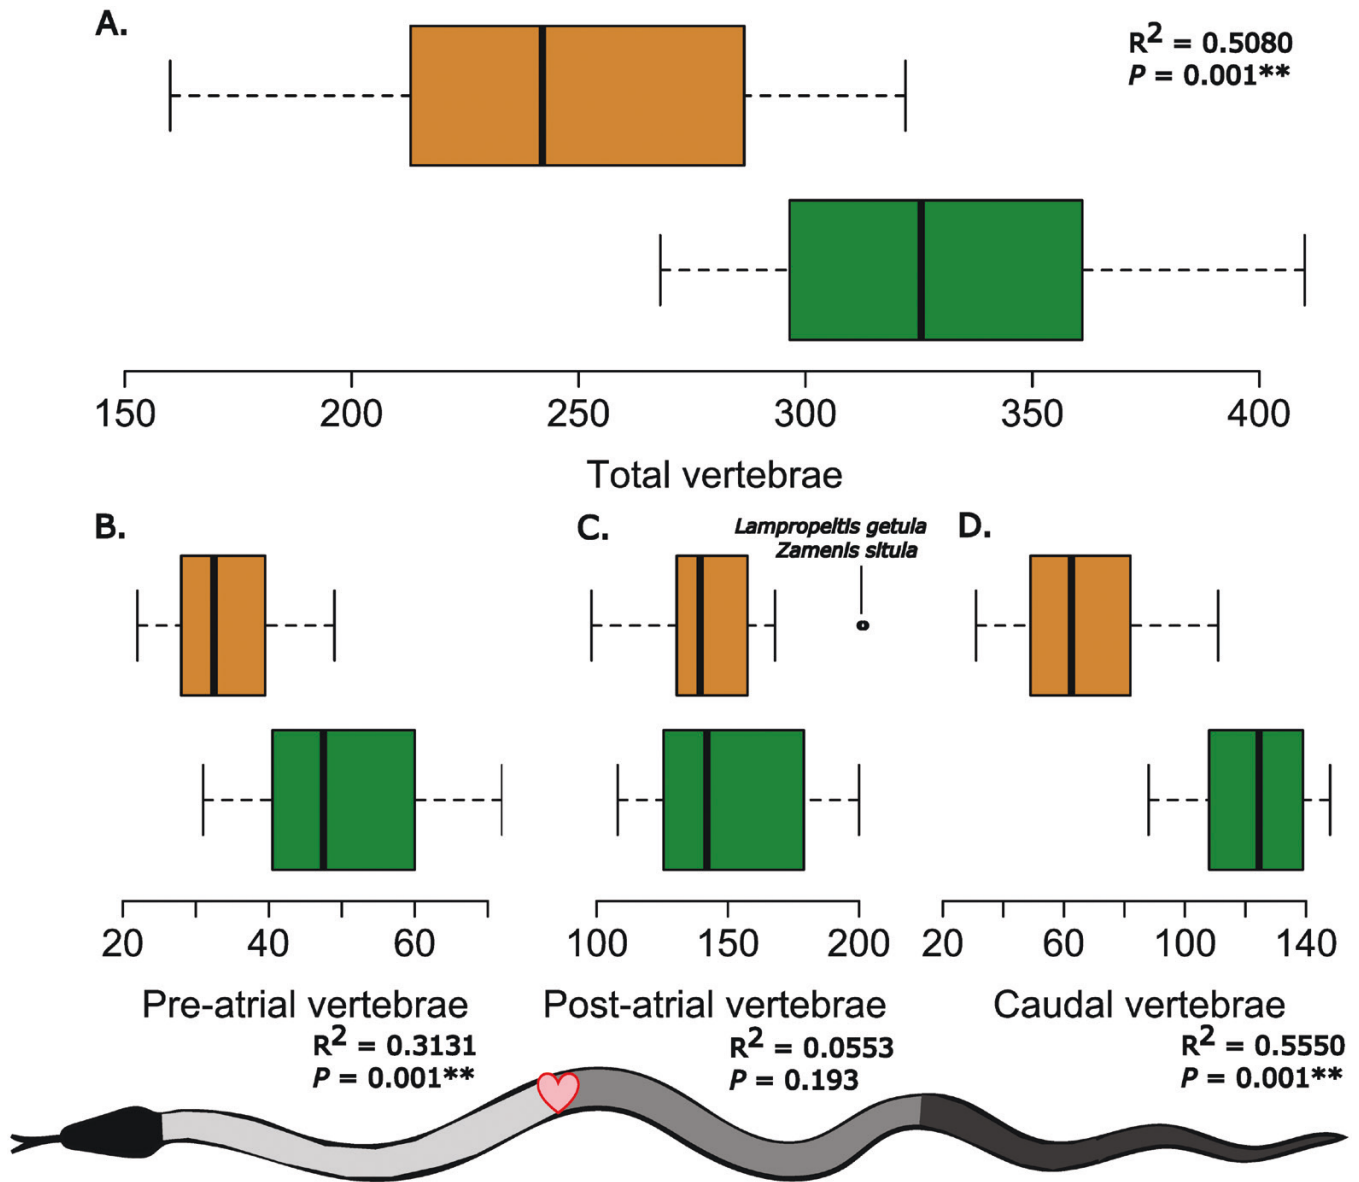 A.
R² = 0.5080
P = 0.001**
150 200 250 300 350 400
Total vertebrae
B.
C.
Lampropeltis getula
Zamenis situla
D.
20 40 60
100 150 200
20 60 100 140
Pre-atrial vertebrae
R² = 0.3131
P = 0.001**
Post-atrial vertebrae
R² = 0.0553
P = 0.193
Caudal vertebrae
R² = 0.5550
P = 0.001**